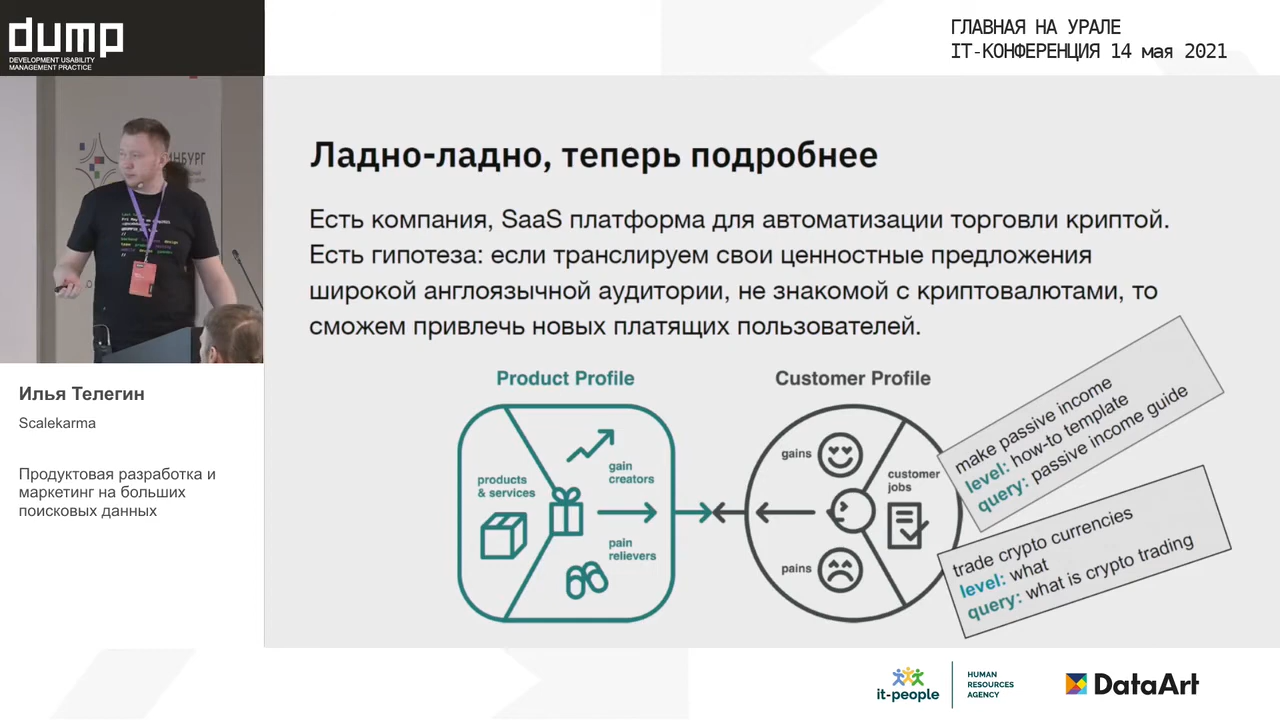 dump
DEVELOPMENT USABILITY
MANAGEMENT PRACTICE
ГЛАВНАЯ НА УРАЛЕ
IT-КОНФЕРЕНЦИЯ 14 мая 2021
Илья Телегин
Scalekarma
Продуктовая разработка и
маркетинг на больших
поисковых данных
Ладно-ладно, теперь подробнее
Есть компания, SaaS платформа для автоматизации торговли криптой.
Есть гипотеза: если транслируем свои ценностные предложения
широкой англоязычной аудитории, не знакомой с криптовалютами, то
сможем привлечь новых платящих пользователей.
Product Profile
products
& services
gain
creators
pain
relievers
Customer Profile
gains
customer
jobs
pains
make passive income
level: how-to template
query: passive income guide
trade crypto currencies
level: what
query: what is crypto trading
it-people
HUMAN
RESOURCES
AGENCY
DataArt